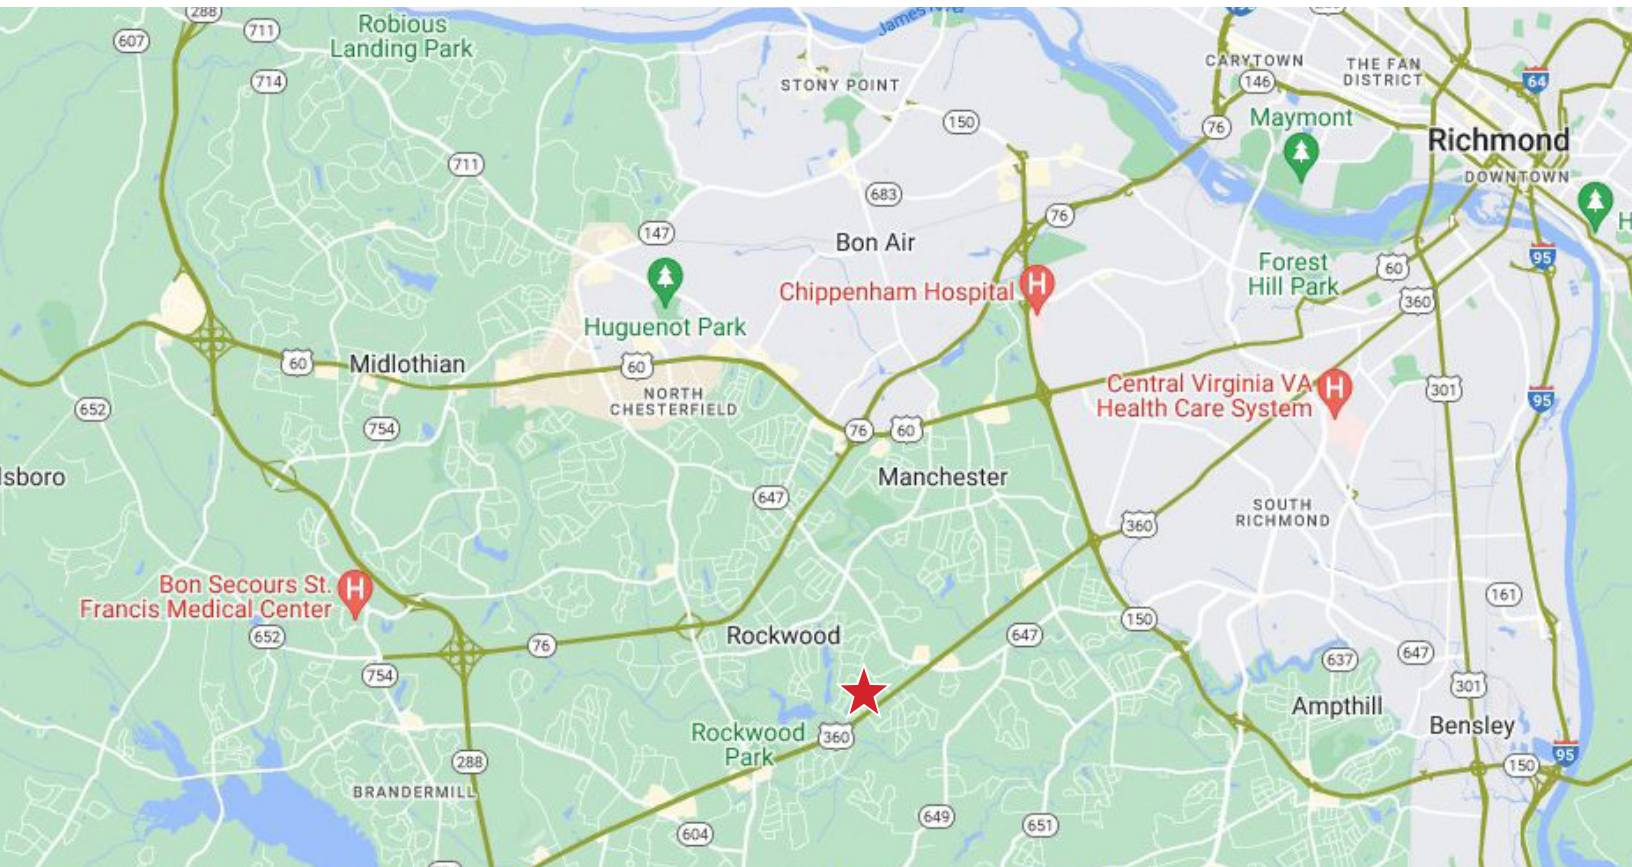 288
711
607
Robious
Landing Park
714
James River
STONY POINT
CARYTOWN
THE FAN
DISTRICT
146
64
150
76
Maymont
Richmond
DOWNTOWN
711
683
147
76
H
Bon Air
60
95
Forest
Hill Park
Chippenham Hospital
360
Huguenot Park
60
Midlothian
60
NORTH
CHESTERFIELD
Central Virginia VA
Health Care System
301
95
652
754
76
60
lsboro
Manchester
647
SOUTH
RICHMOND
360
Bon Secours St.
Francis Medical Center
161
150
652
76
Rockwood
647
637
647
754
301
Ampthill
Bensley
Rockwood
Park
360
288
95
150
BRANDERMILL
604
649
651